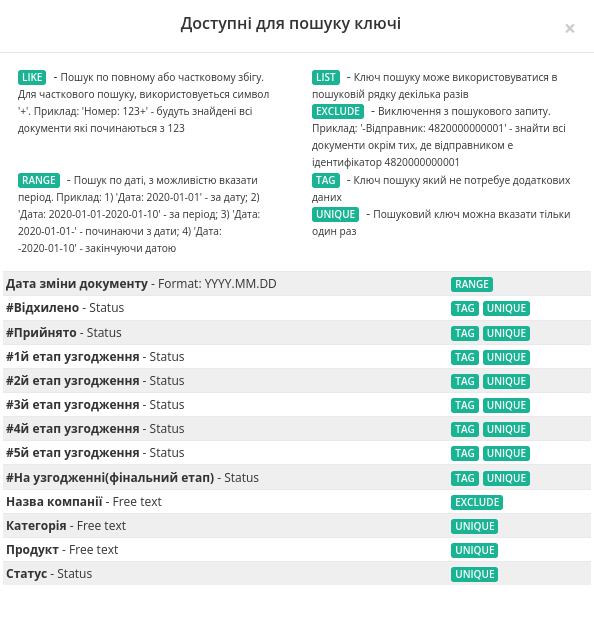 Доступні для пошуку ключі
×
LIKE - Пошук по повному або частковому збігу.
Для часткового пошуку, використовуеться символ
'+'. Приклад: 'Номер: 123+' - будуть знайдені всі
документи які починаються з 123
LIST - Ключ пошуку може використовуватися в
пошуковій рядку декілька разів
EXCLUDE - Виключення з пошукового запиту.
Приклад: '-Відправник: 4820000000001' - знайти всі
документи окрім тих, де відправником е
ідентифікатор 4820000000001
RANGE - Пошук по даті, з можливістю вказати
період. Приклад: 1) 'Дата: 2020-01-01' - за дату; 2)
'Дата: 2020-01-01-2020-01-10' - за період; 3) 'Дата:
2020-01-01-' - починаючи з дати; 4) 'Дата:
-2020-01-10' - закінчуючи датою
TAG - Ключ пошуку який не потребує додаткових
даних
UNIQUE - Пошуковий ключ можна вказати тільки
один раз
Дата зміни документу - Format: YYYY.MM.DD RANGE
#Відхилено - Status TAG UNIQUE
#Прийнято - Status TAG UNIQUE
#1й етап узгодження - Status TAG UNIQUE
#2й етап узгодження - Status TAG UNIQUE
#3й етап узгодження - Status TAG UNIQUE
#4й етап узгодження - Status TAG UNIQUE
#5й етап узгодження - Status TAG UNIQUE
#На узгодженні(фінальний етап) - Status TAG UNIQUE
Назва компанії - Free text EXCLUDE
Категорія - Free text UNIQUE
Продукт - Free text UNIQUE
Статус - Status UNIQUE